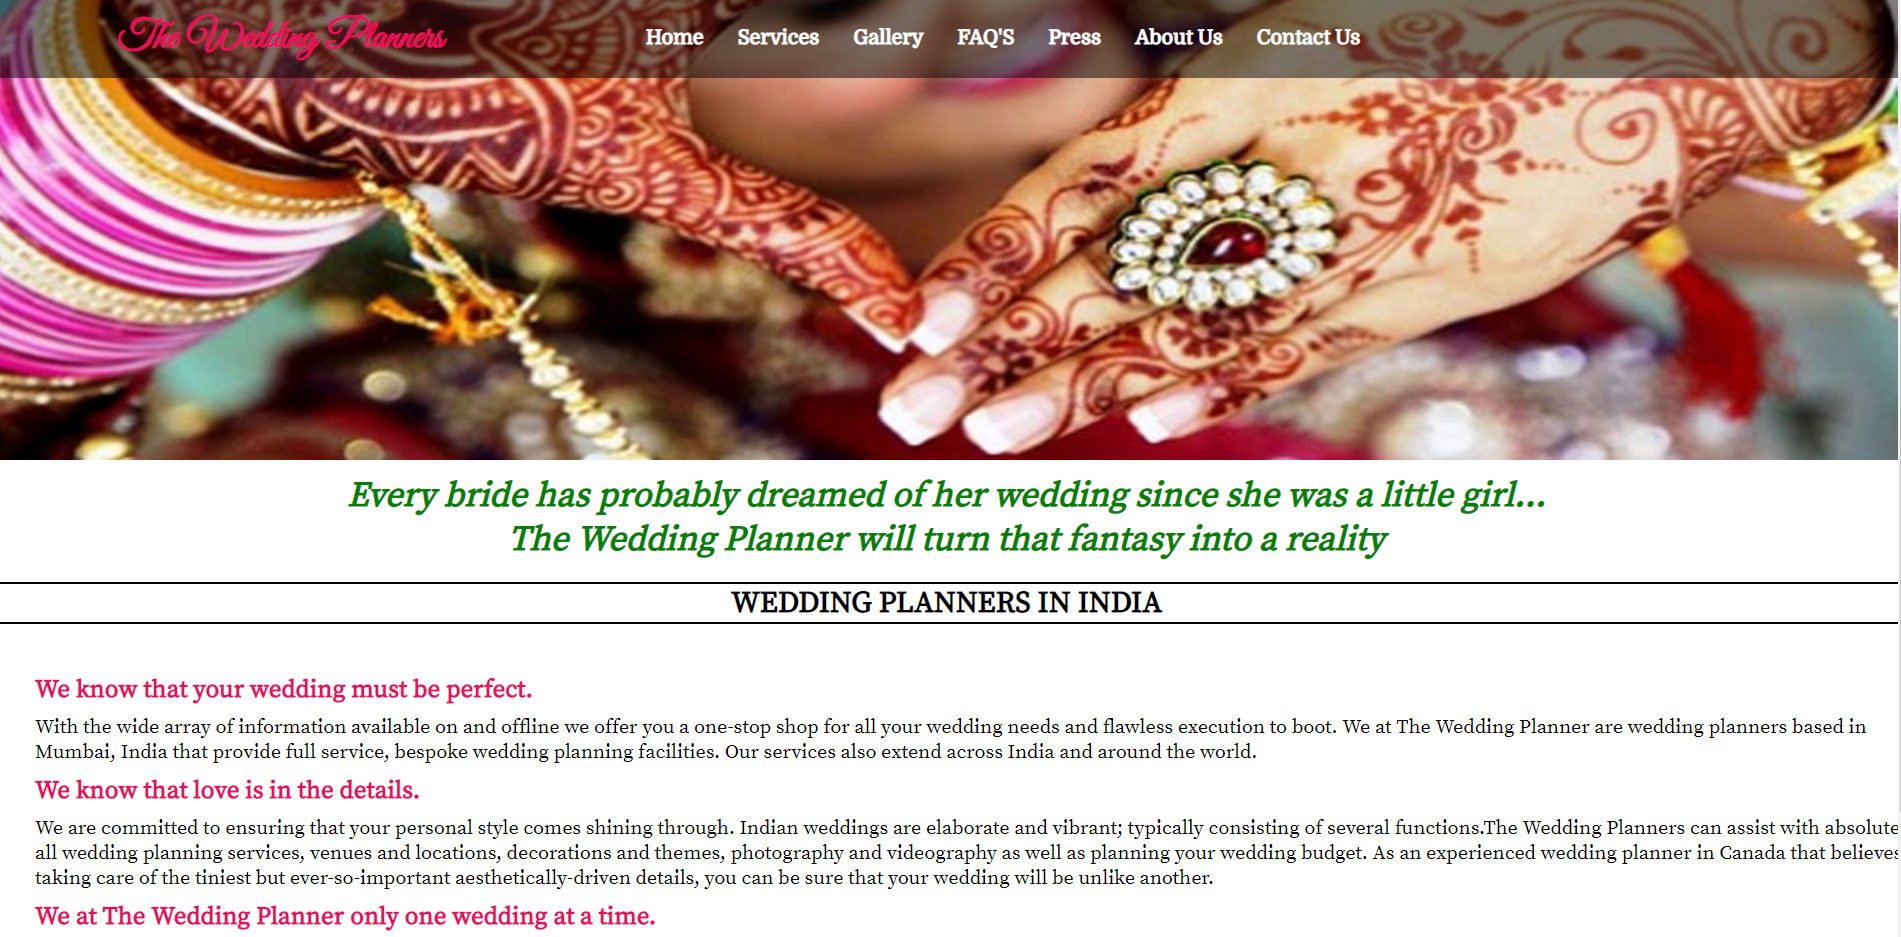 The Wedding Planners
Home Services Gallery FAQ'S Press About Us Contact Us
Every bride has probably dreamed of her wedding since she was a little girl...
The Wedding Planner will turn that fantasy into a reality
WEDDING PLANNERS IN INDIA
We know that your wedding must be perfect.
With the wide array of information available on and offline we offer you a one-stop shop for all your wedding needs and flawless execution to boot. We at The Wedding Planner are wedding planners based in
Mumbai, India that provide full service, bespoke wedding planning facilities. Our services also extend across India and around the world.
We know that love is in the details.
We are committed to ensuring that your personal style comes shining through. Indian weddings are elaborate and vibrant; typically consisting of several functions.The Wedding Planners can assist with absolute
all wedding planning services, venues and locations, decorations and themes, photography and videography as well as planning your wedding budget. As an experienced wedding planner in Canada that believes
taking care of the tiniest but ever-so-important aesthetically-driven details, you can be sure that your wedding will be unlike another.
We at The Wedding Planner only one wedding at a time.